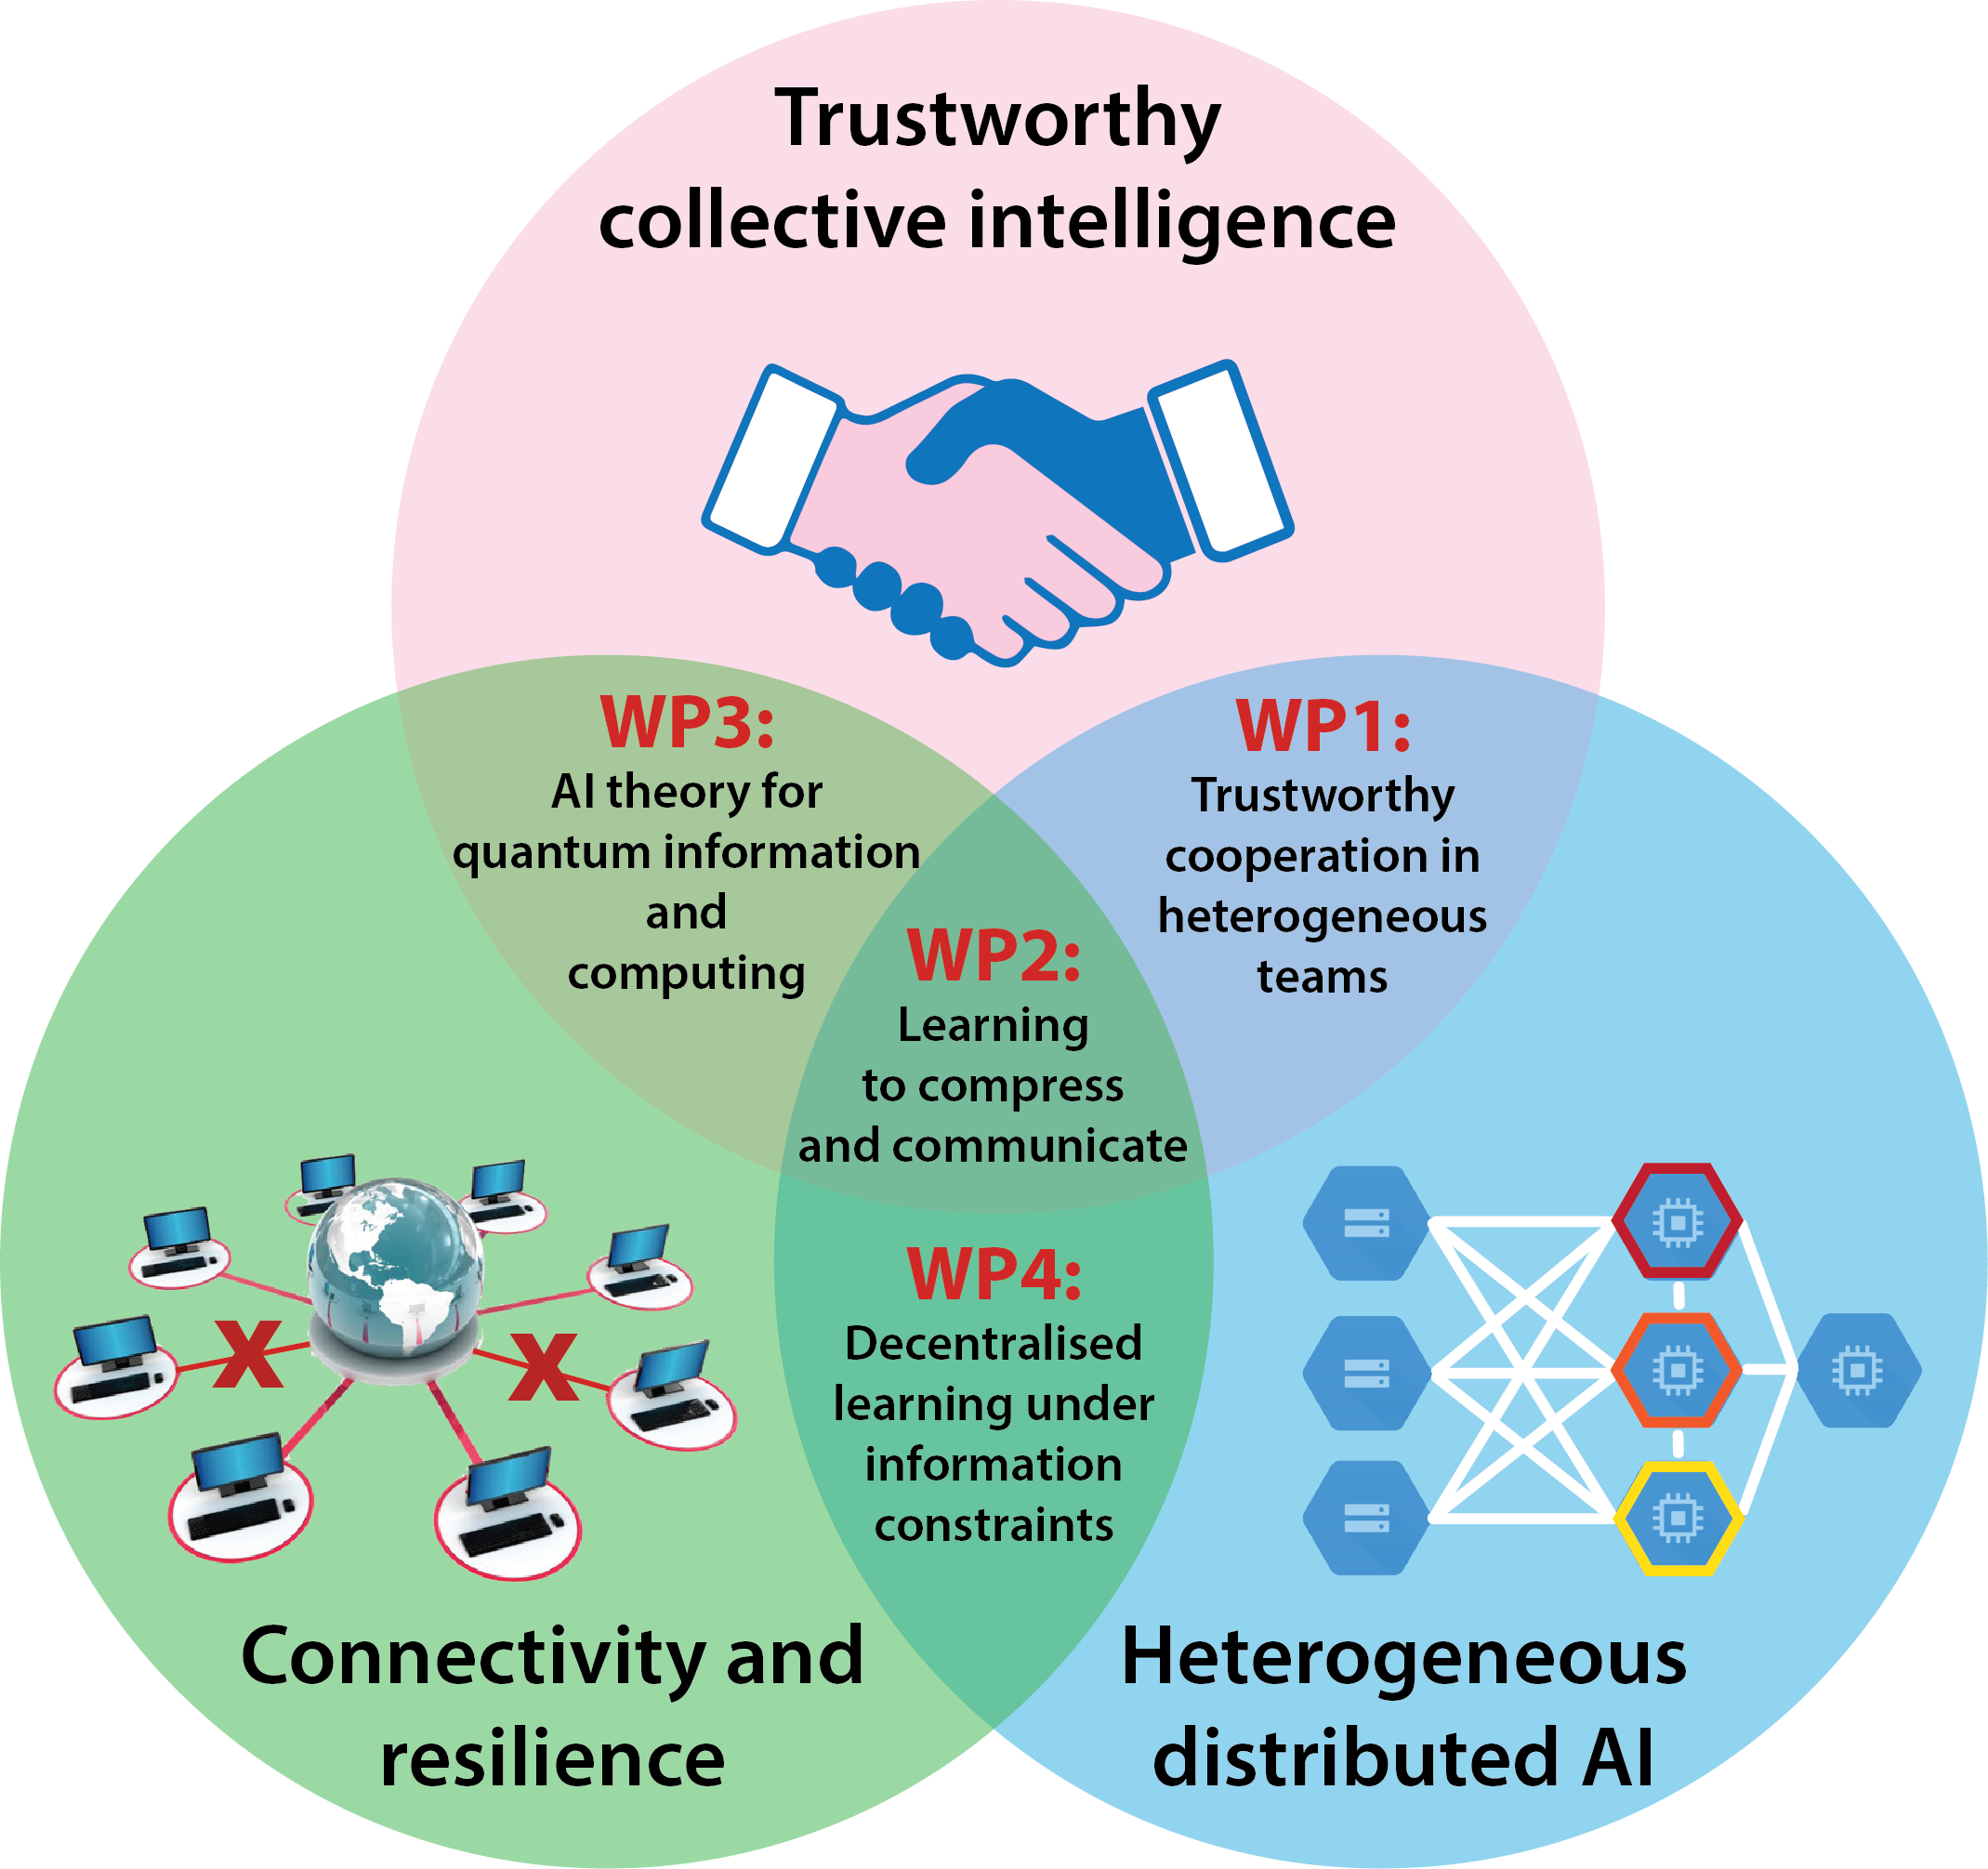 Trustworthy
collective intelligence
WP3:
AI theory for
quantum information
and
computing
WP1:
Trustworthy
cooperation in
heterogeneous
teams
WP2:
Learning
to compress
and communicate
WP4:
Decentralised
learning under
information
constraints
X
X
Connectivity and
resilience
Heterogeneous
distributed AI